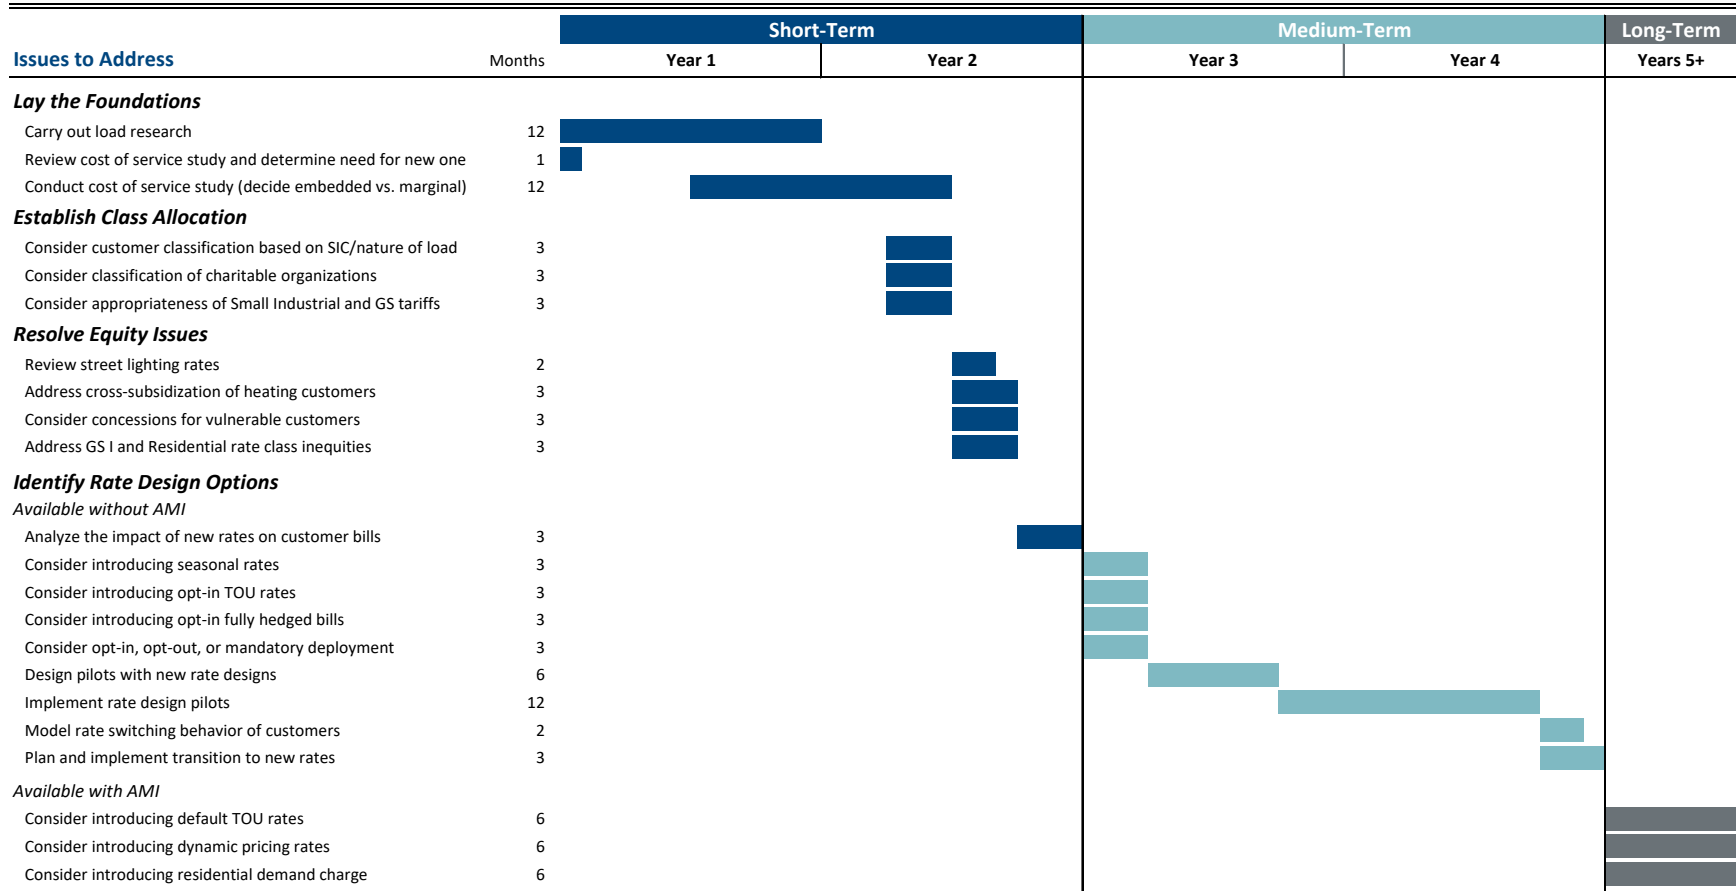 Short-Term Medium-Term Long-Term
Issues to Address Months Year 1 Year 2 Year 3 Year 4 Years 5+
Lay the Foundations
Carry out load research 12
Review cost of service study and determine need for new one 1
Conduct cost of service study (decide embedded vs. marginal) 12
Establish Class Allocation
Consider customer classification based on SIC/nature of load 3
Consider classification of charitable organizations 3
Consider appropriateness of Small Industrial and GS tariffs 3
Resolve Equity Issues
Review street lighting rates 2
Address cross-subsidization of heating customers 3
Consider concessions for vulnerable customers 3
Address GS I and Residential rate class inequities 3
Identify Rate Design Options
Available without AMI
Analyze the impact of new rates on customer bills 3
Consider introducing seasonal rates 3
Consider introducing opt-in TOU rates 3
Consider introducing opt-in fully hedged bills 3
Consider opt-in, opt-out, or mandatory deployment 3
Design pilots with new rate designs 6
Implement rate design pilots 12
Model rate switching behavior of customers 2
Plan and implement transition to new rates 3
Available with AMI
Consider introducing default TOU rates 6
Consider introducing dynamic pricing rates 6
Consider introducing residential demand charge 6